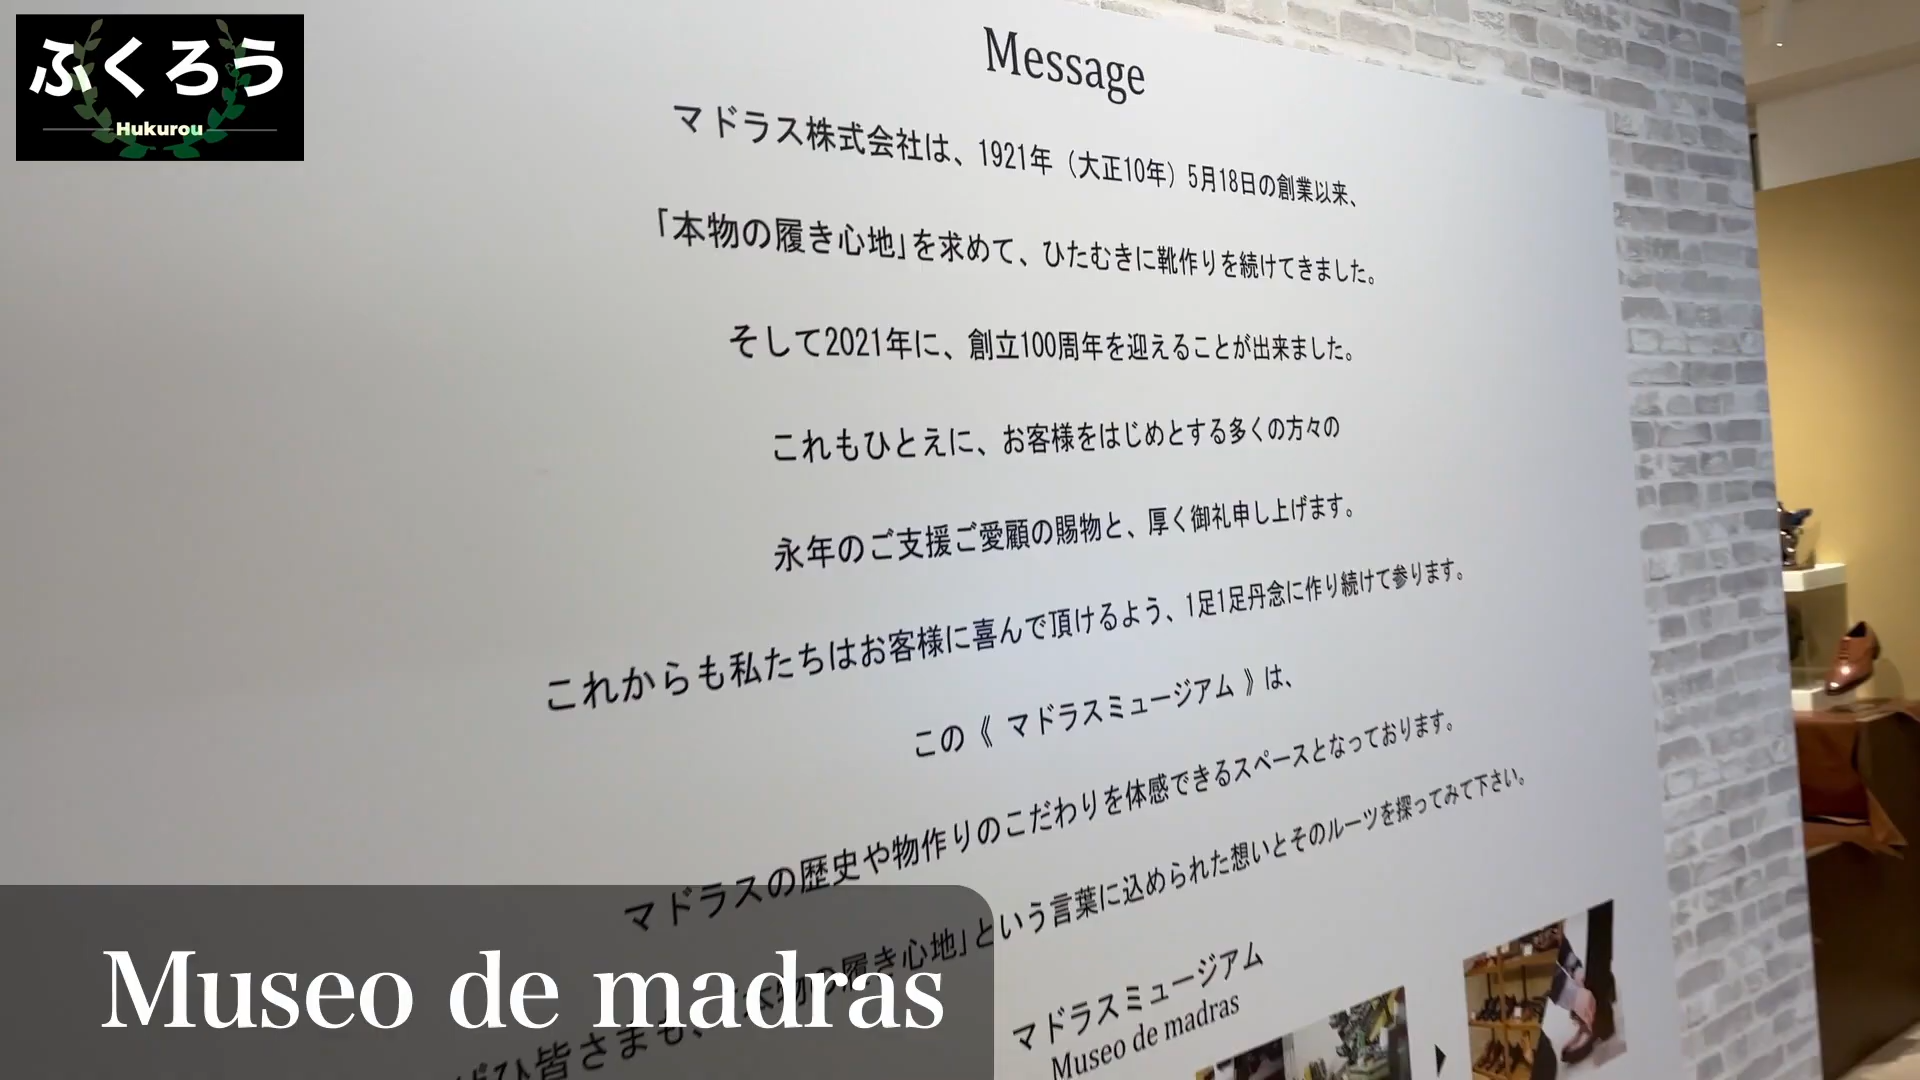 ふくろう
Hukurou
Message
マドラス株式会社は、1921年（大正10年）5月18日の創業以来、
「本物の履き心地」を求めて、ひたむきに靴作りを続けてきました。
そして2021年に、創立100周年を迎えることが出来ました。
これもひとえに、お客様をはじめとする多くの方々の
永年のご支援ご愛顧の賜物と、厚く御礼申し上げます。
これからも私たちはお客様に喜んで頂けるよう、1足1足丹念に作り続けて参ります。
この《 マドラスミュージアム 》は、
マドラスの歴史や物作りのこだわりを体感できるスペースとなっております。
ぜひ皆さまも、「本物の履き心地」という言葉に込められた想いとそのルーツを探ってみて下さい。
マドラスミュージアム
Museo de madras
Museo de madras